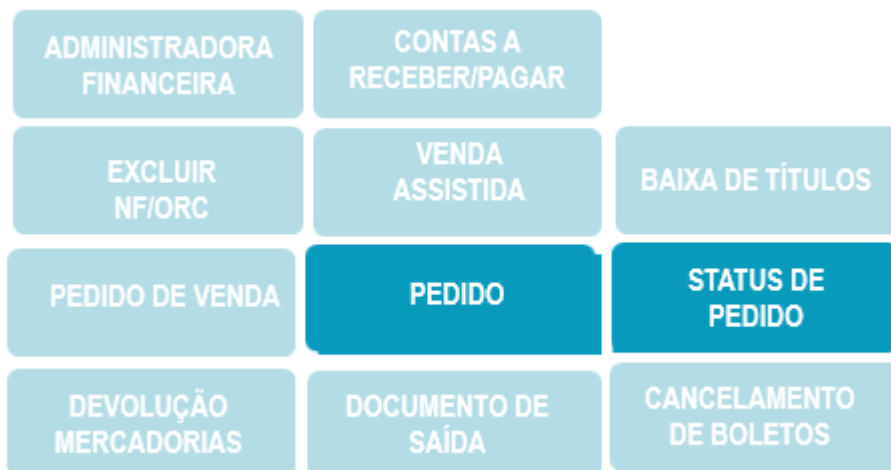 ADMINISTRADORA
FINANCEIRA
CONTAS A
RECEBER/PAGAR
EXCLUIR
NF/ORC
VENDA
ASSISTIDA
BAIXA DE TÍTULOS
PEDIDO DE VENDA
PEDIDO
STATUS DE
PEDIDO
DEVOLUÇÃO
MERCADORIAS
DOCUMENTO DE
SAÍDA
CANCELAMENTO
DE BOLETOS